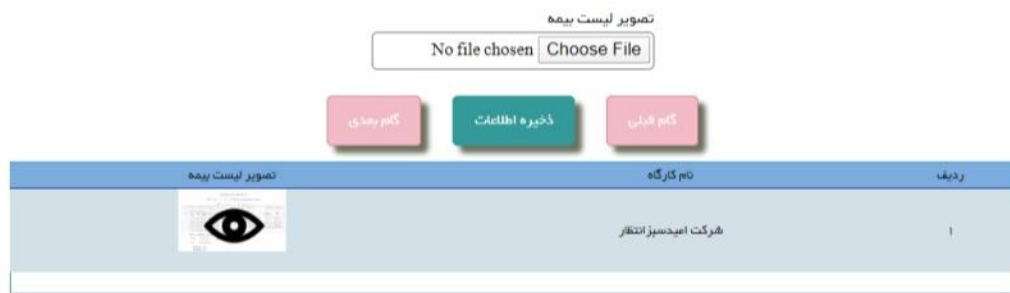 تصویر لیست بیمه
Choose File No file chosen
گام قبلی ذخیره اطلاعات گام بعدی
ردیف نام کارگاه تصویر لیست بیمه
۱ شرکت امیدسبز انتظار